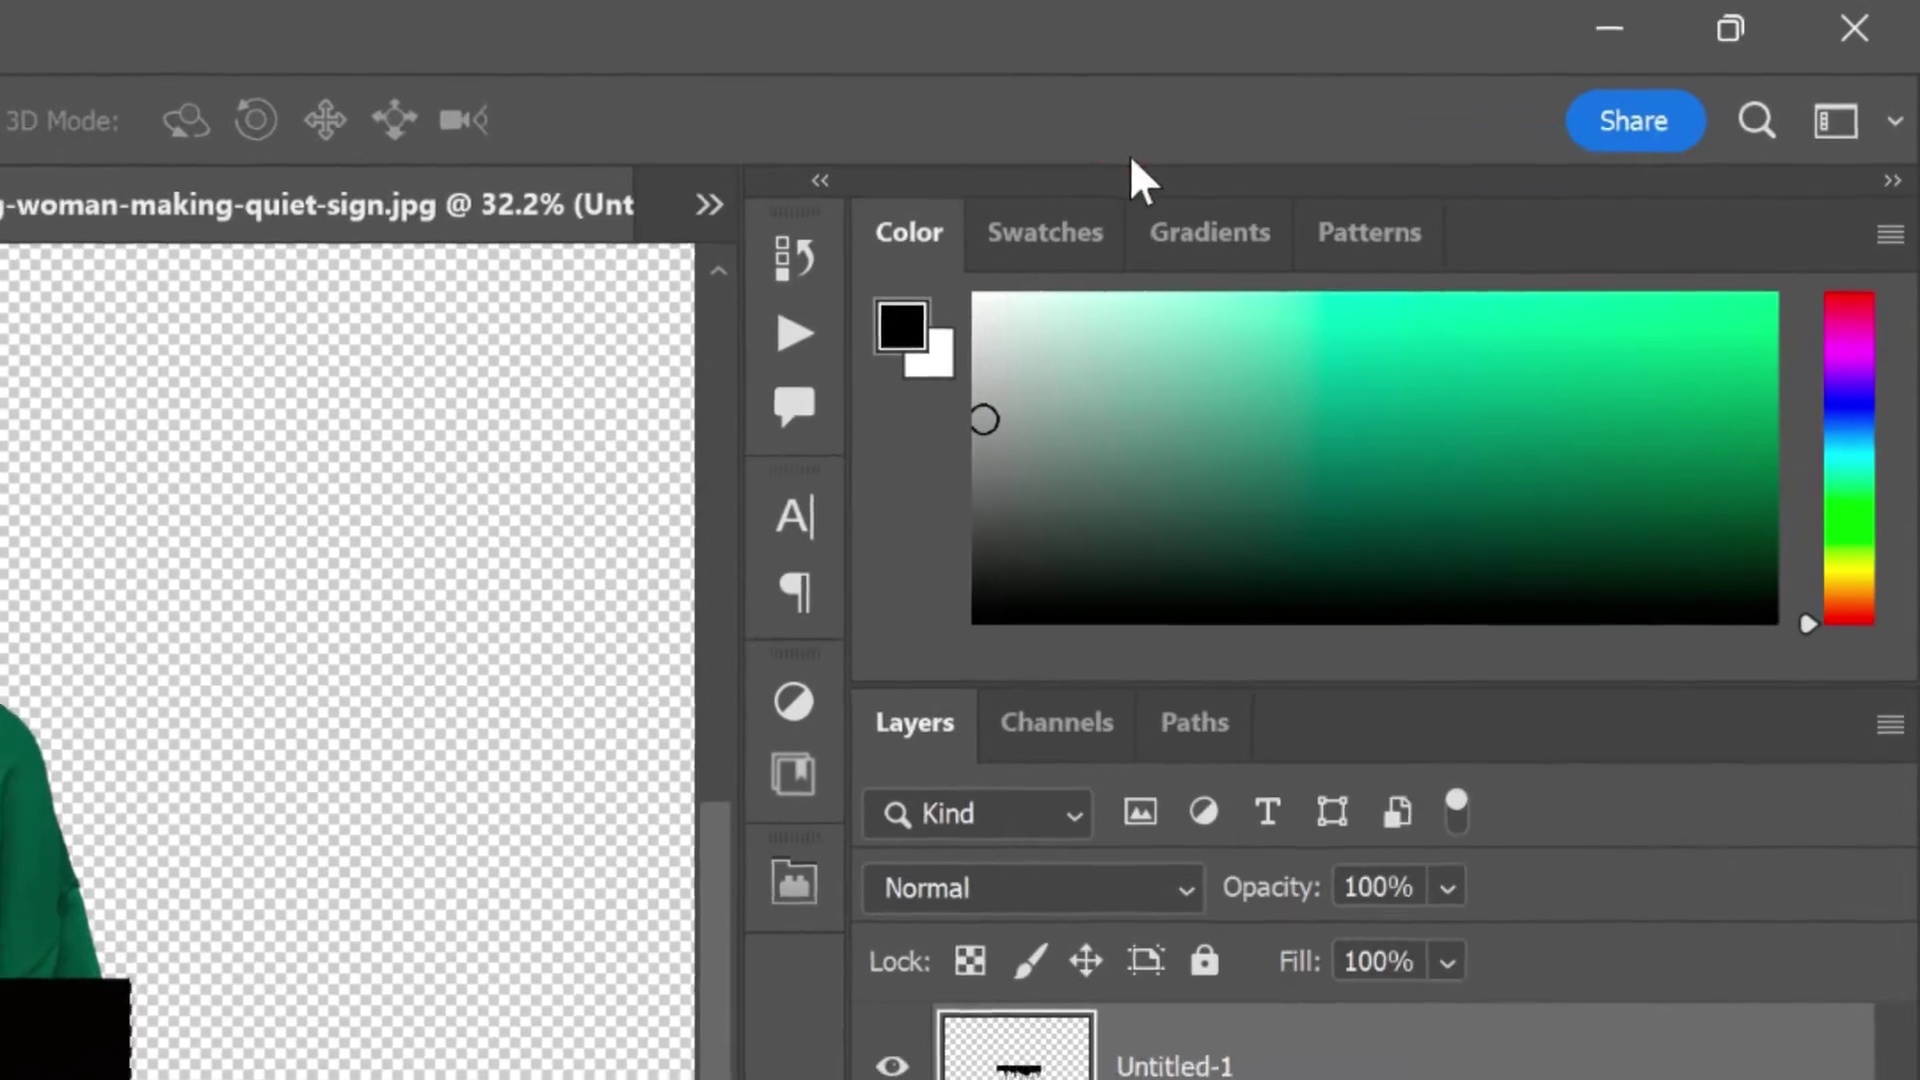 3D Mode:
Share
g-woman-making-quiet-sign.jpg @ 32.2% (Unt
Color Swatches Gradients Patterns
Layers Channels Paths
Kind
Normal Opacity: 100%
Lock: Fill: 100%
Untitled-1